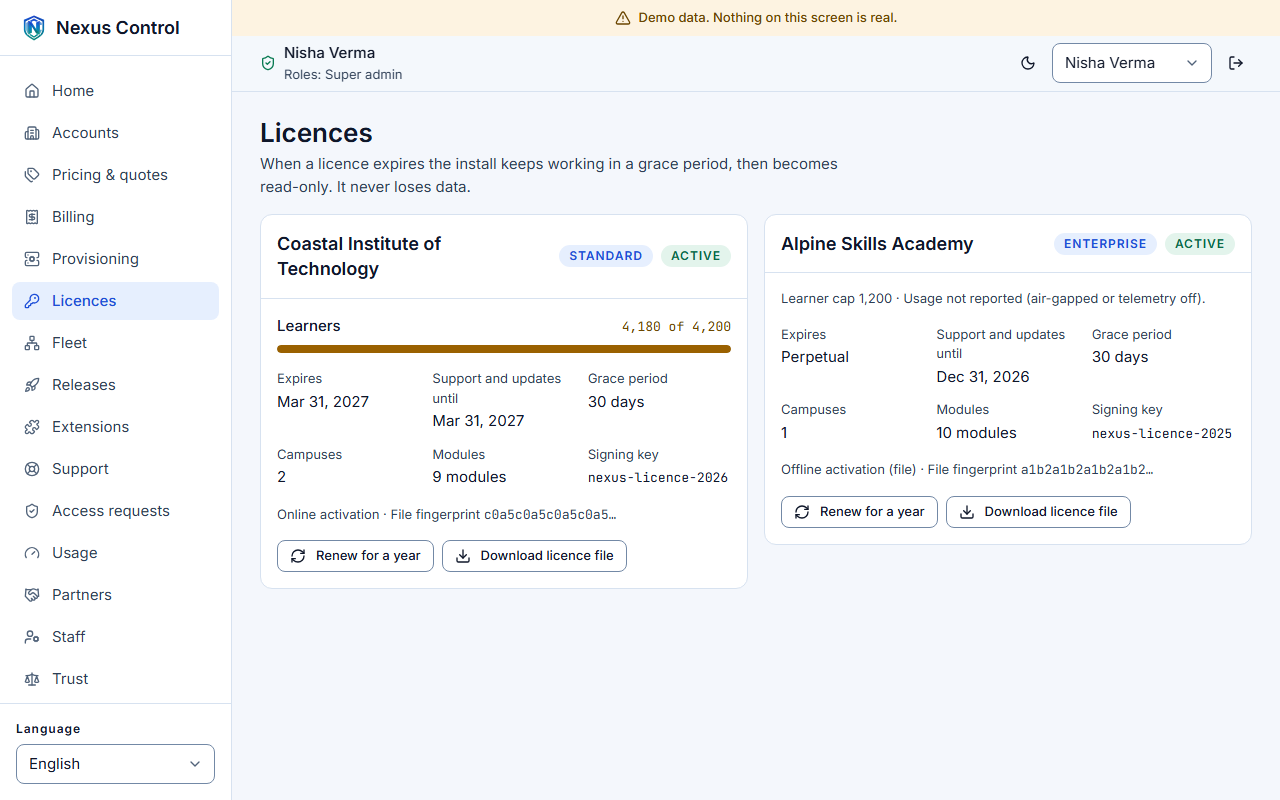 Nexus Control
Demo data. Nothing on this screen is real.
Nisha Verma
Roles: Super admin
Nisha Verma
Home
Accounts
Pricing & quotes
Billing
Provisioning
Licences
Fleet
Releases
Extensions
Support
Access requests
Usage
Partners
Staff
Trust
Language
English
Licences
When a licence expires the install keeps working in a grace period, then becomes
read-only. It never loses data.
Coastal Institute of
Technology
STANDARD
ACTIVE
Learners
4,180 of 4,200
Expires
Mar 31, 2027
Support and updates
until
Mar 31, 2027
Grace period
30 days
Campuses
2
Modules
9 modules
Signing key
nexus-licence-2026
Online activation · File fingerprint c0a5c0a5c0a5c0a5…
Renew for a year
Download licence file
Alpine Skills Academy
ENTERPRISE
ACTIVE
Learner cap 1,200 · Usage not reported (air-gapped or telemetry off).
Expires
Perpetual
Support and updates
until
Dec 31, 2026
Grace period
30 days
Campuses
1
Modules
10 modules
Signing key
nexus-licence-2025
Offline activation (file) · File fingerprint a1b2a1b2a1b2a1b2…
Renew for a year
Download licence file